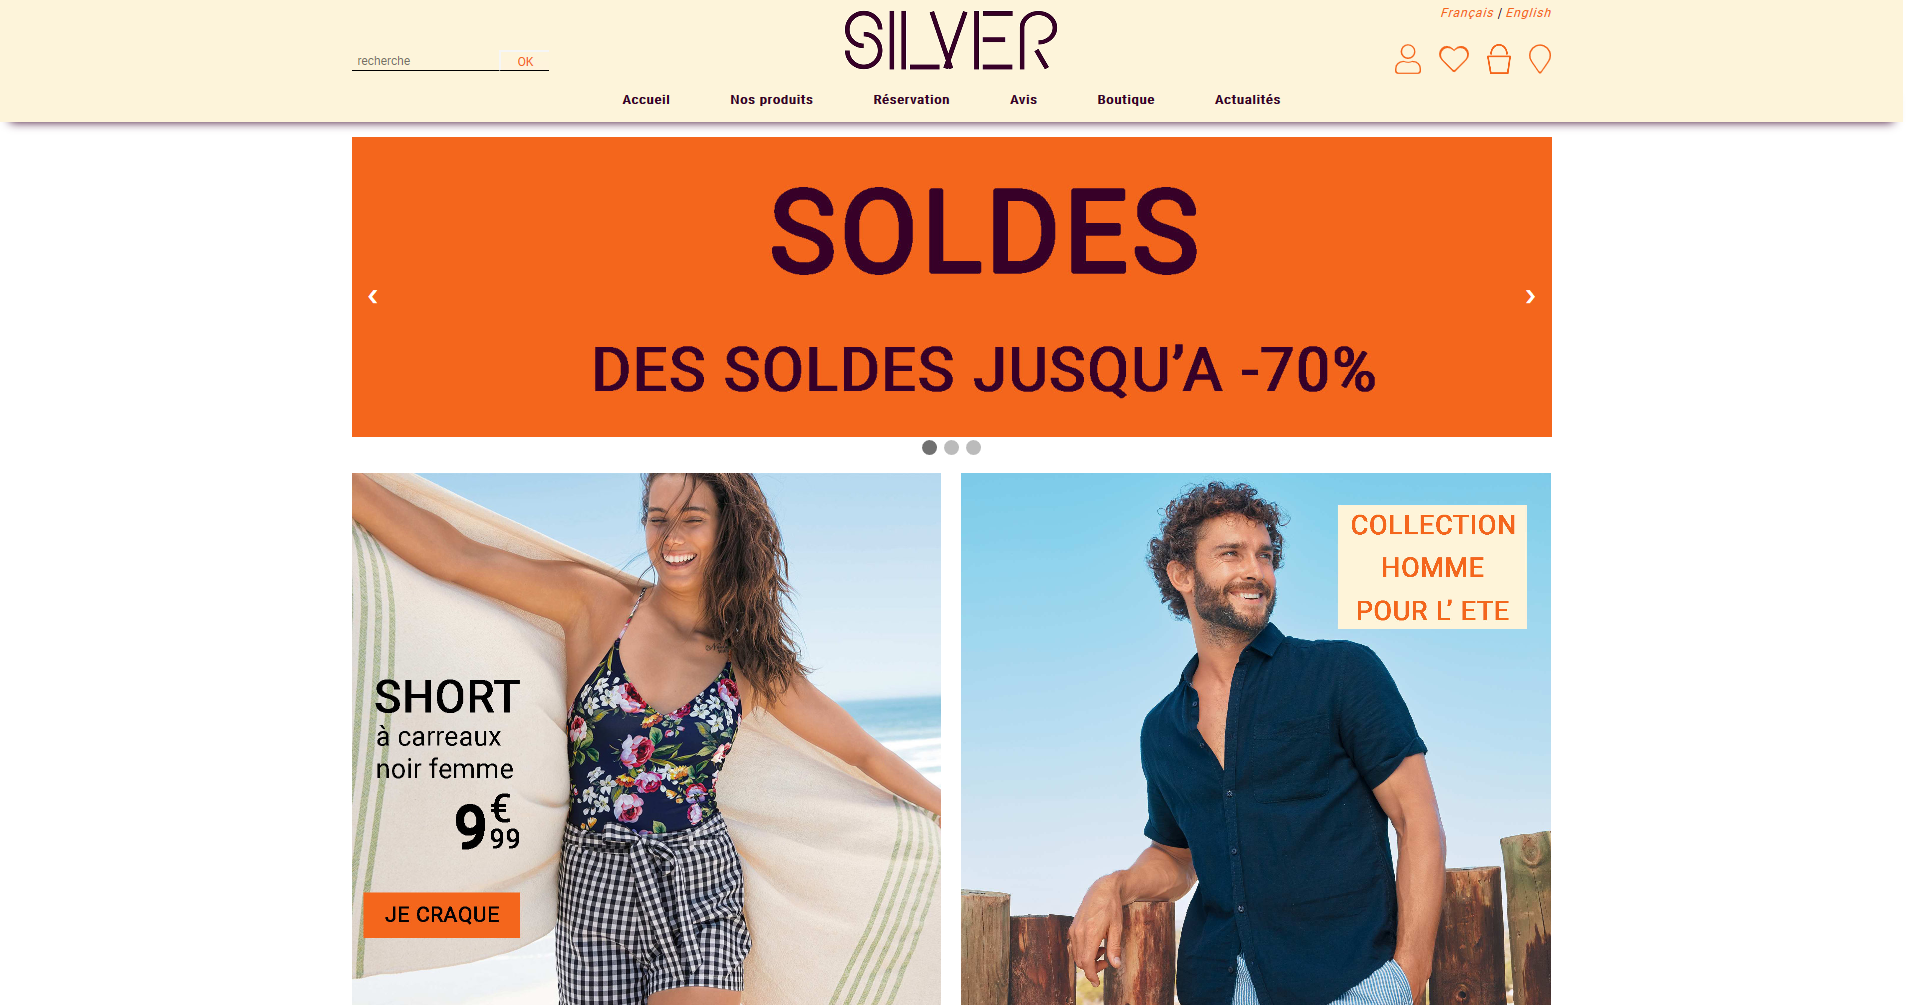 Français / English
SILVER
recherche OK
Accueil Nos produits Réservation Avis Boutique Actualités
SOLDES
DES SOLDES JUSQU'A -70%
SHORT
à carreaux
noir femme
9€99
JE CRAQUE
COLLECTION
HOMME
POUR L' ETE